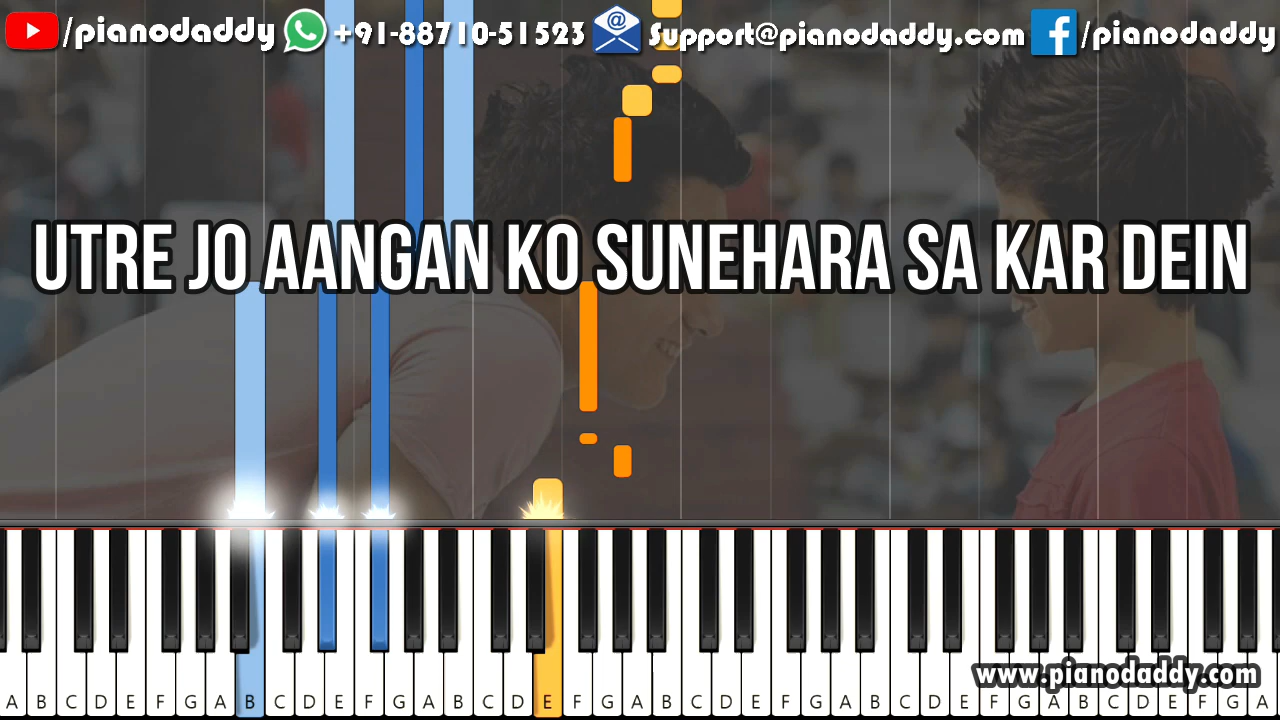 /pianodaddy +91-88710-51523 Support@pianodaddy.com /pianodaddy
UTRE JO AANGAN KO SUNEHARA SA KAR DEIN
www.pianodaddy.com
A B C D E F G A B C D E F G A B C D E F G A B C D E F G A B C D E F G A B C D E F G A